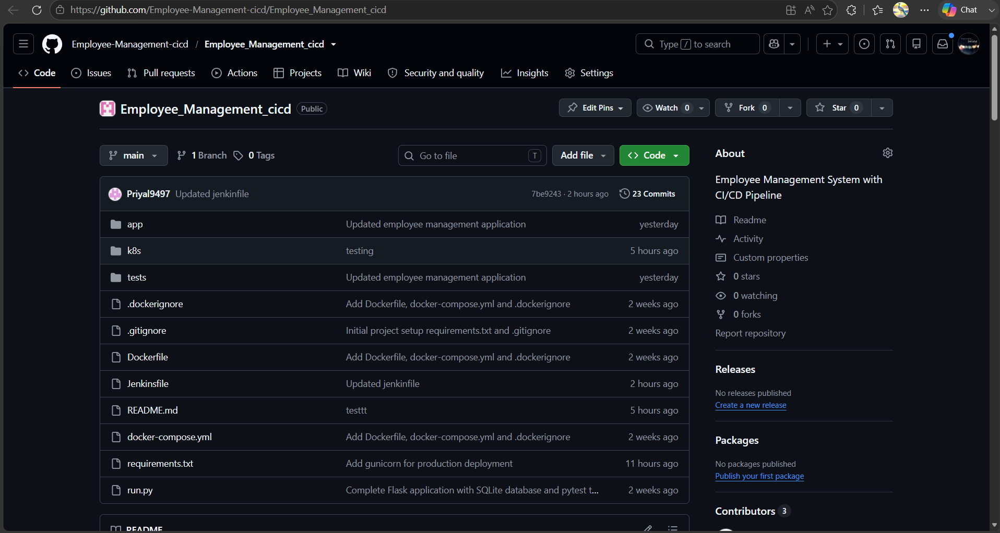 https://github.com/Employee-Management-cicd/Employee_Management_cicd
Chat
Employee-Management-cicd / Employee_Management_cicd
Type / to search
Code
Issues
Pull requests
Actions
Projects
Wiki
Security and quality
Insights
Settings
Employee_Management_cicd Public
Edit Pins
Watch 0
Fork 0
Star 0
main
1 Branch
0 Tags
Go to file T
Add file
Code
Priyal9497 Updated jenkinfile 7be9243 · 2 hours ago 23 Commits
app Updated employee management application yesterday
k8s testing 5 hours ago
tests Updated employee management application yesterday
.dockerignore Add Dockerfile, docker-compose.yml and .dockerignore 2 weeks ago
.gitignore Initial project setup requirements.txt and .gitignore 2 weeks ago
Dockerfile Add Dockerfile, docker-compose.yml and .dockerignore 2 weeks ago
Jenkinsfile Updated jenkinfile 2 hours ago
README.md testtt 5 hours ago
docker-compose.yml Add Dockerfile, docker-compose.yml and .dockerignore 2 weeks ago
requirements.txt Add gunicorn for production deployment 11 hours ago
run.py Complete Flask application with SQLite database and pytest t... 2 weeks ago
README
About
Employee Management System with
CI/CD Pipeline
Readme
Activity
Custom properties
0 stars
0 watching
0 forks
Report repository
Releases
No releases published
Create a new release
Packages
No packages published
Publish your first package
Contributors 3